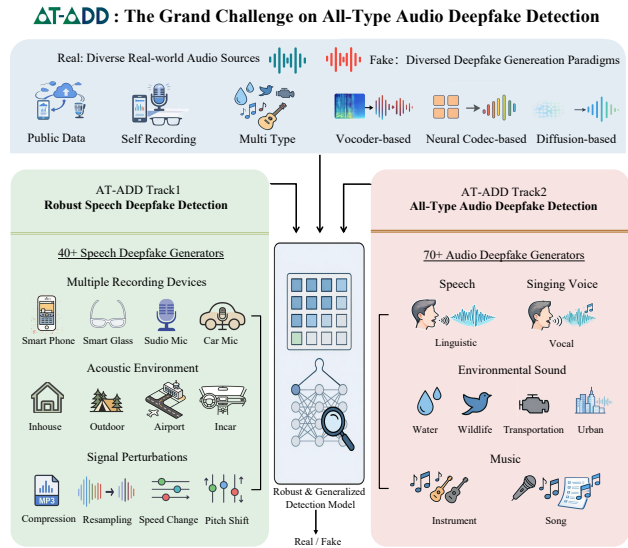 AT-ADD : The Grand Challenge on All-Type Audio Deepfake Detection
Real: Diverse Real-world Audio Sources
Fake: Diversed Deepfake Genereation Paradigms
Public Data
Self Recording
Multi Type
Vocoder-based
Neural Codec-based
Diffusion-based
AT-ADD Track1
Robust Speech Deepfake Detection
40+ Speech Deepfake Generators
Multiple Recording Devices
Smart Phone
Smart Glass
Sudio Mic
Car Mic
Acoustic Environment
Inhouse
Outdoor
Airport
Incar
Signal Perturbations
MP3
Compression
Resampling
Speed Change
Pitch Shift
Robust & Generalized
Detection Model
Real / Fake
AT-ADD Track2
All-Type Audio Deepfake Detection
70+ Audio Deepfake Generators
Speech
Singing Voice
Linguistic
Vocal
Environmental Sound
Water
Wildlife
Transportation
Urban
Music
Instrument
Song